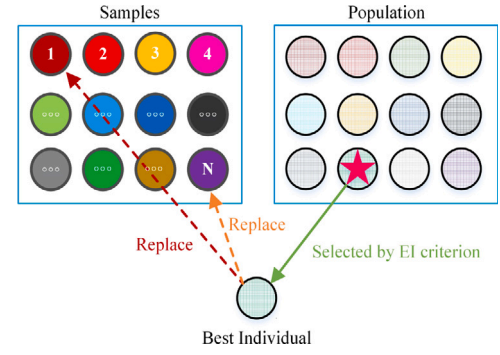 Samples
Population
1 2 3 4
○○○ ○○○ ○○○ ○○○
○○○ ○○○ ○○○ N
Replace
Replace
Selected by EI criterion
Best Individual